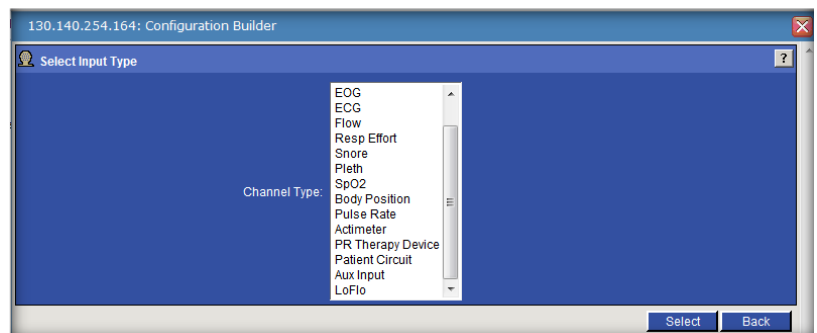 130.140.254.164: Configuration Builder
Select Input Type
?
EOG
ECG
Flow
Resp Effort
Snore
Pleth
SpO2
Channel Type:
Body Position
Pulse Rate
Actimeter
PR Therapy Device
Patient Circuit
Aux Input
LoFlo
Select Back